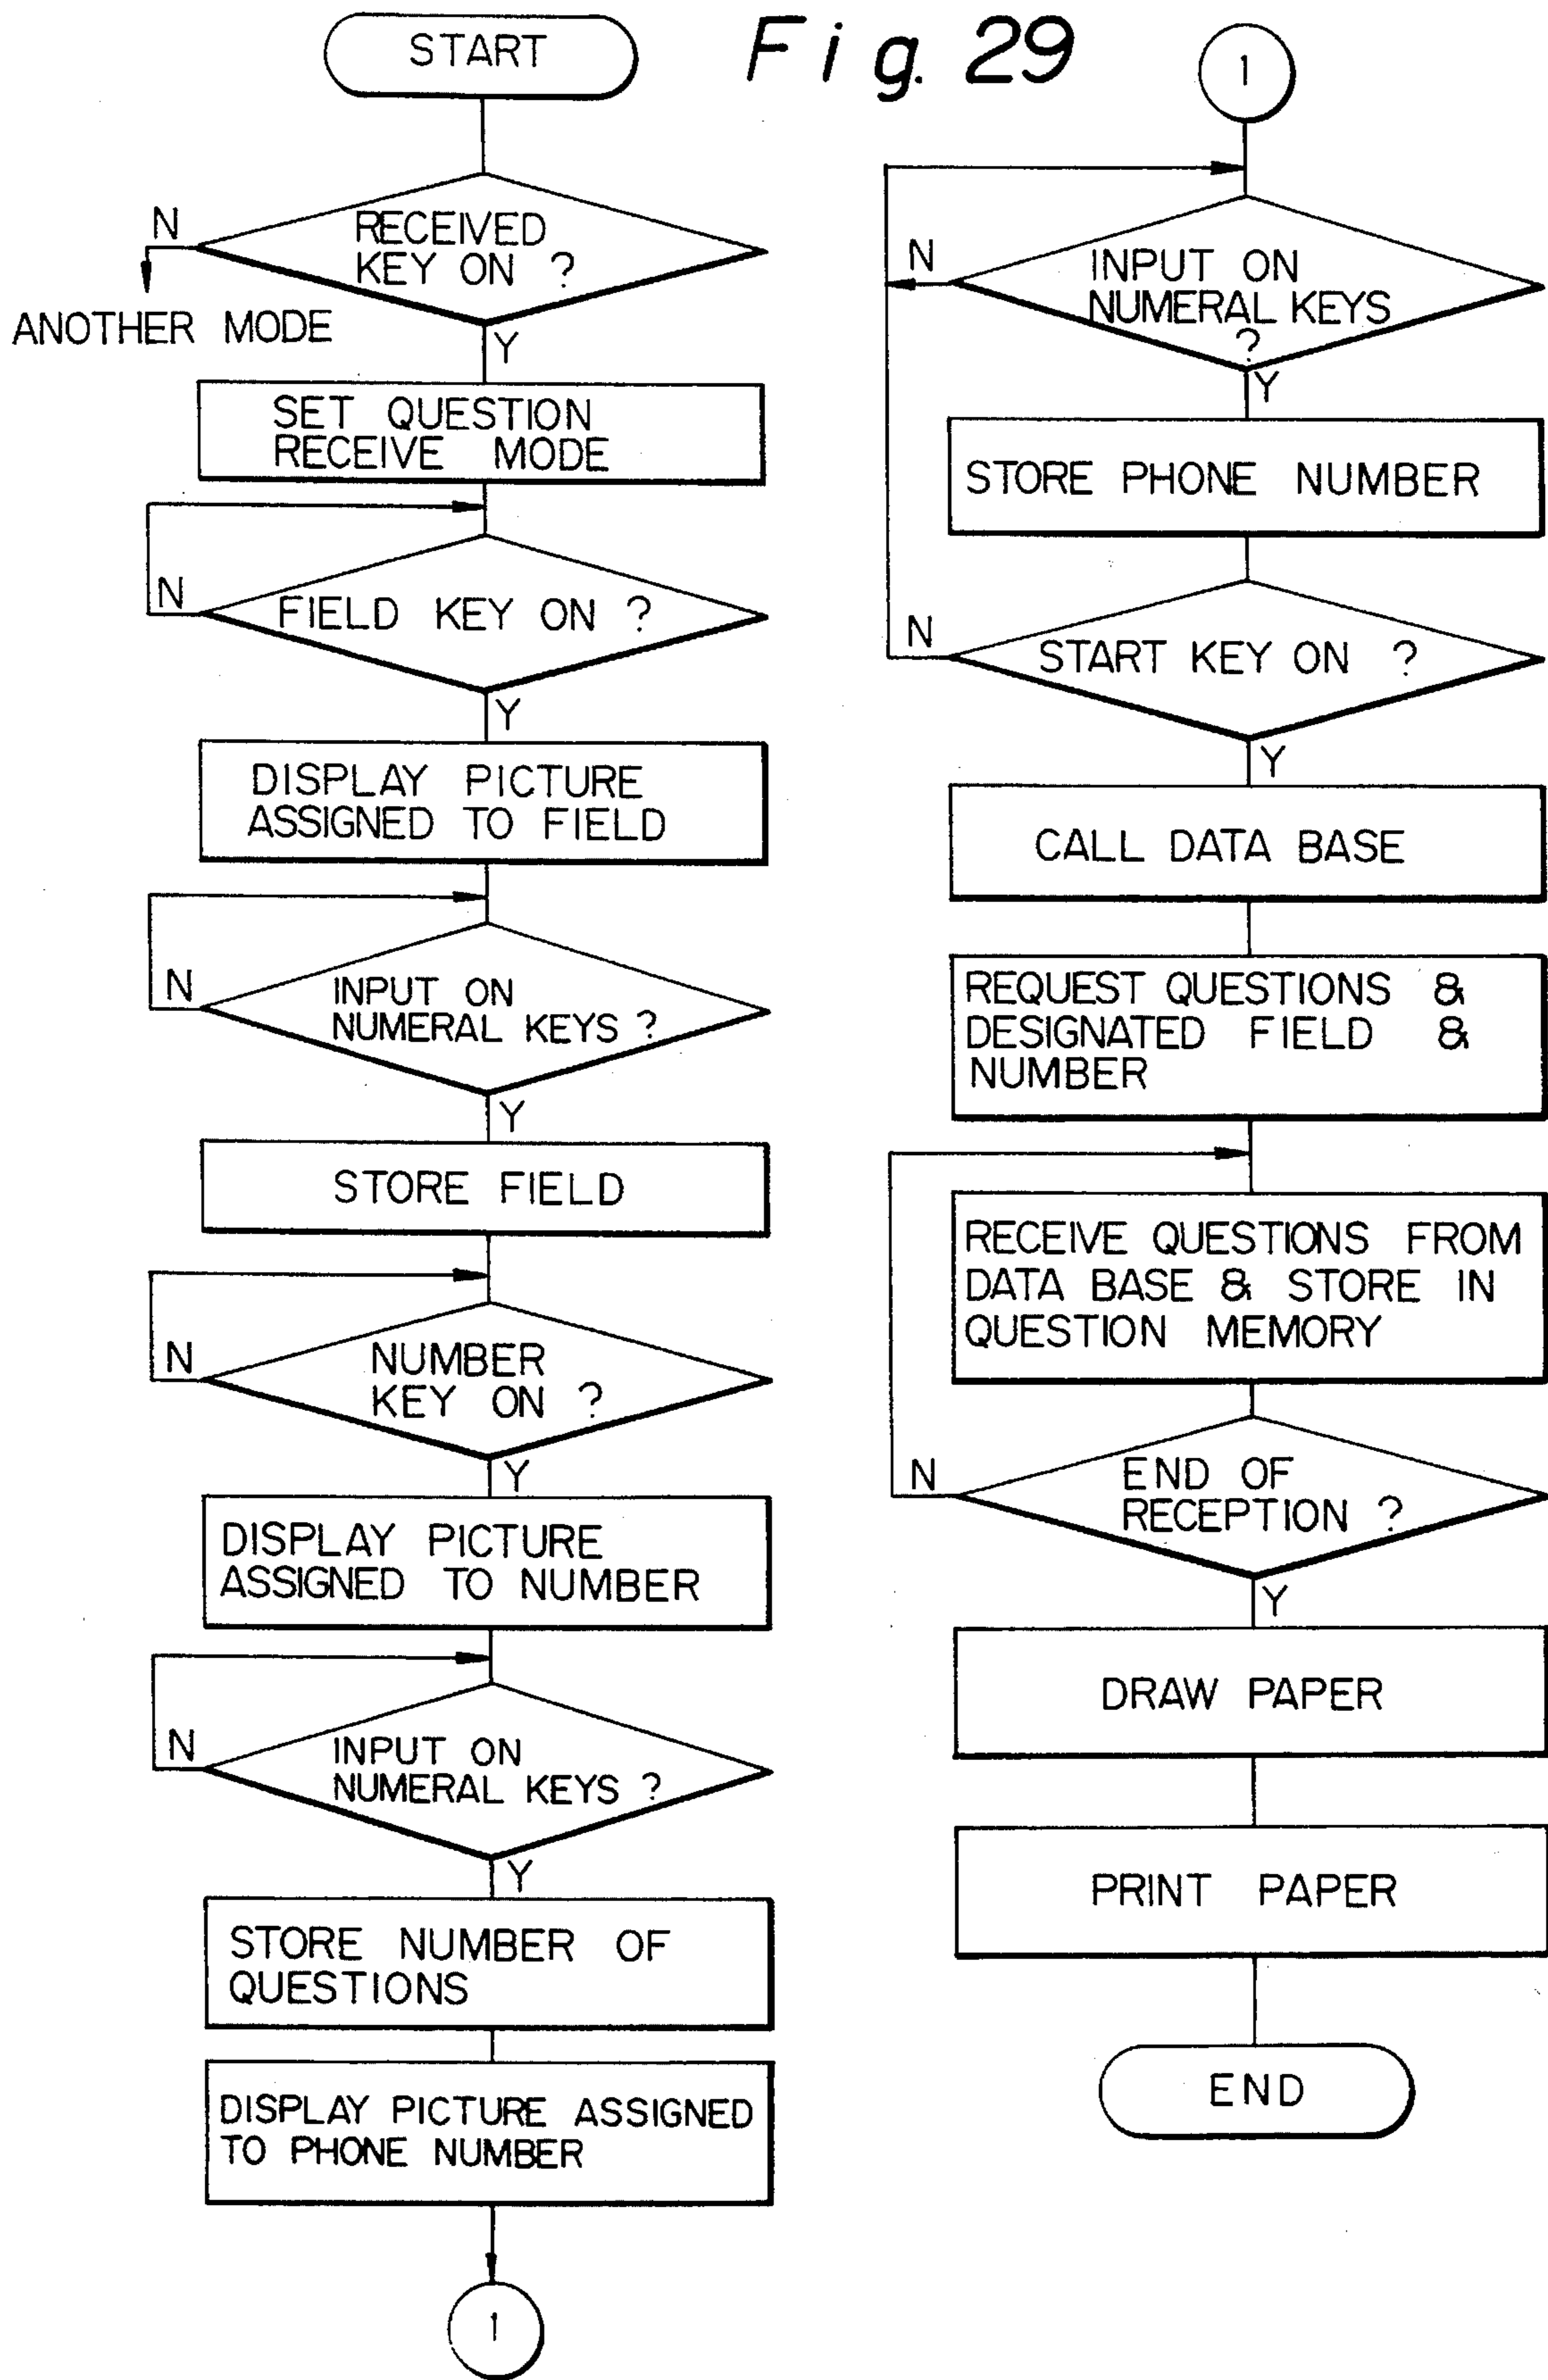 Fig. 29
START
RECEIVED
KEY ON ?
N
ANOTHER MODE
Y
SET QUESTION
RECEIVE MODE
FIELD KEY ON ?
N
Y
DISPLAY PICTURE
ASSIGNED TO FIELD
INPUT ON
NUMERAL KEYS ?
N
Y
STORE FIELD
NUMBER
KEY ON ?
N
Y
DISPLAY PICTURE
ASSIGNED TO NUMBER
INPUT ON
NUMERAL KEYS ?
N
Y
STORE NUMBER OF
QUESTIONS
DISPLAY PICTURE ASSIGNED
TO PHONE NUMBER
1
1
INPUT ON
NUMERAL KEYS
?
N
Y
STORE PHONE NUMBER
START KEY ON ?
N
Y
CALL DATA BASE
REQUEST QUESTIONS &
DESIGNATED FIELD &
NUMBER
RECEIVE QUESTIONS FROM
DATA BASE & STORE IN
QUESTION MEMORY
END OF
RECEPTION ?
N
Y
DRAW PAPER
PRINT PAPER
END